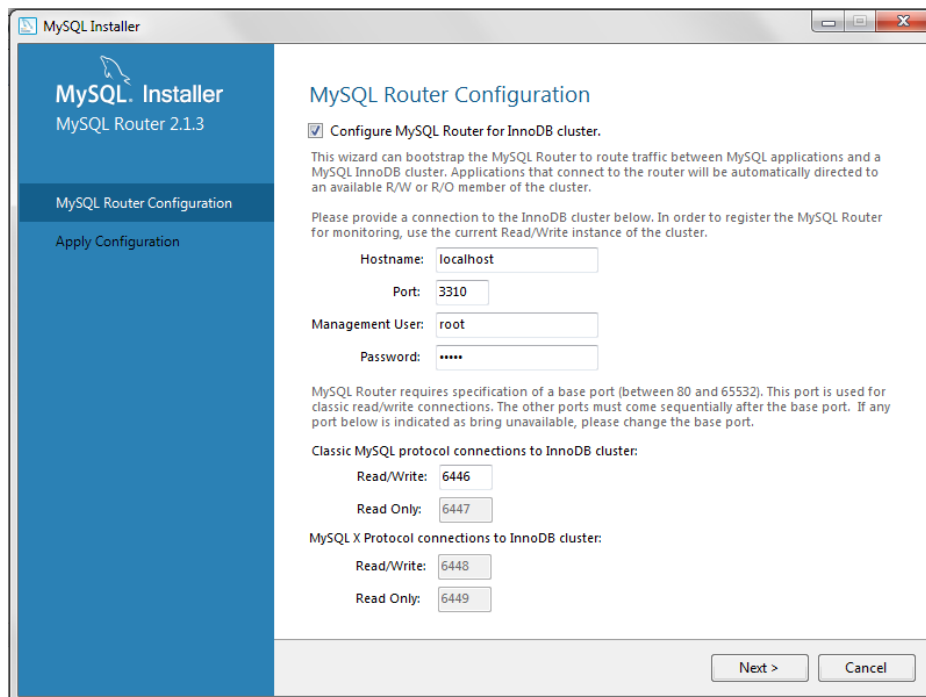 MySQL Installer
MySQL. Installer
MySQL Router 2.1.3
MySQL Router Configuration
Apply Configuration
MySQL Router Configuration
Configure MySQL Router for InnoDB cluster.
This wizard can bootstrap the MySQL Router to route traffic between MySQL applications and a
MySQL InnoDB cluster. Applications that connect to the router will be automatically directed to
an available R/W or R/O member of the cluster.
Please provide a connection to the InnoDB cluster below. In order to register the MySQL Router
for monitoring, use the current Read/Write instance of the cluster.
Hostname: localhost
Port: 3310
Management User: root
Password: •••••
MySQL Router requires specification of a base port (between 80 and 65532). This port is used for
classic read/write connections. The other ports must come sequentially after the base port.  If any
port below is indicated as bring unavailable, please change the base port.
Classic MySQL protocol connections to InnoDB cluster:
Read/Write: 6446
Read Only: 6447
MySQL X Protocol connections to InnoDB cluster:
Read/Write: 6448
Read Only: 6449
Next > Cancel